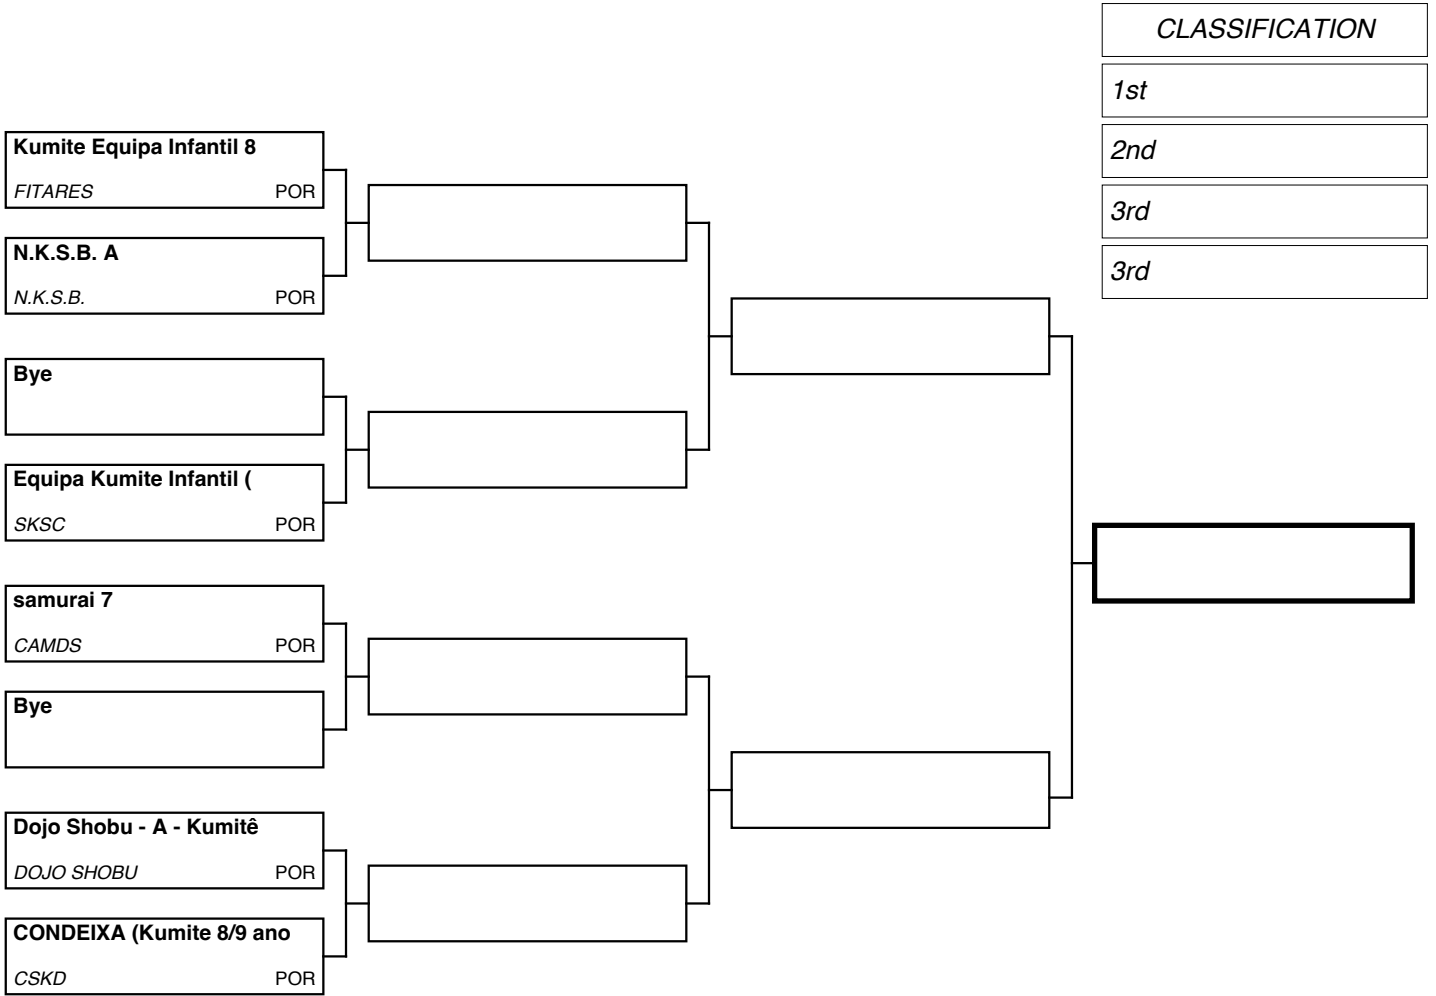 CLASSIFICATION
1st
2nd
3rd
3rd
Kumite Equipa Infantil 8
FITARES POR
N.K.S.B. A
N.K.S.B. POR
Bye
Equipa Kumite Infantil (
SKSC POR
samurai 7
CAMDS POR
Bye
Dojo Shobu - A - Kumitê
DOJO SHOBU POR
CONDEIXA (Kumite 8/9 ano
CSKD POR